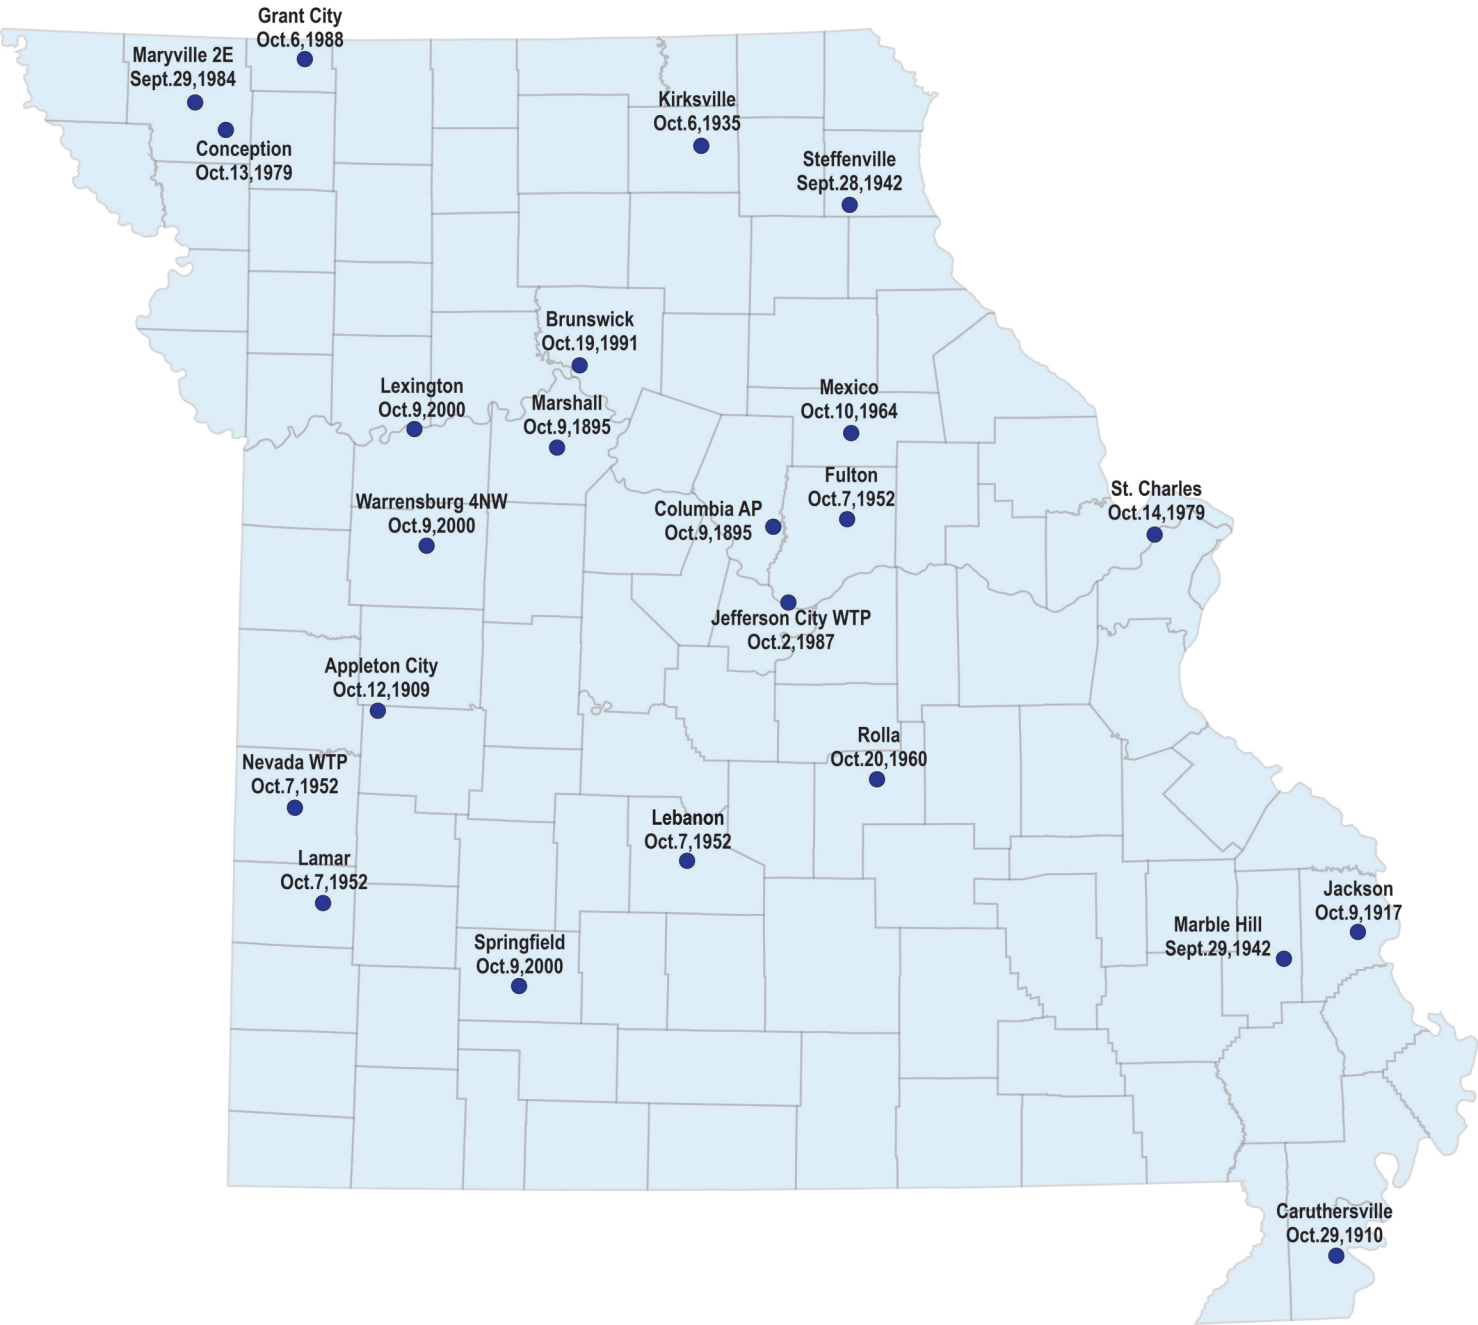 Grant City
Oct.6,1988
Maryville 2E
Sept.29,1984
Conception
Oct.13,1979
Kirksville
Oct.6,1935
Steffenville
Sept.28,1942
Brunswick
Oct.19,1991
Lexington
Oct.9,2000
Marshall
Oct.9,1895
Mexico
Oct.10,1964
Fulton
Oct.7,1952
Warrensburg 4NW
Oct.9,2000
Columbia AP
Oct.9,1895
St. Charles
Oct.14,1979
Jefferson City WTP
Oct.2,1987
Appleton City
Oct.12,1909
Rolla
Oct.20,1960
Nevada WTP
Oct.7,1952
Lebanon
Oct.7,1952
Lamar
Oct.7,1952
Jackson
Oct.9,1917
Marble Hill
Sept.29,1942
Springfield
Oct.9,2000
Caruthersville
Oct.29,1910